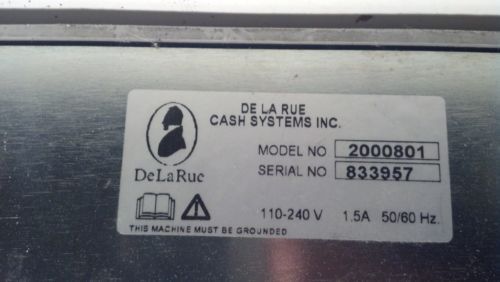 DE LA RUE
CASH SYSTEMS INC.
DeLaRue
MODEL NO 2000801
SERIAL NO 833957
110-240 V 1.5A 50/60 Hz.
THIS MACHINE MUST BE GROUNDED